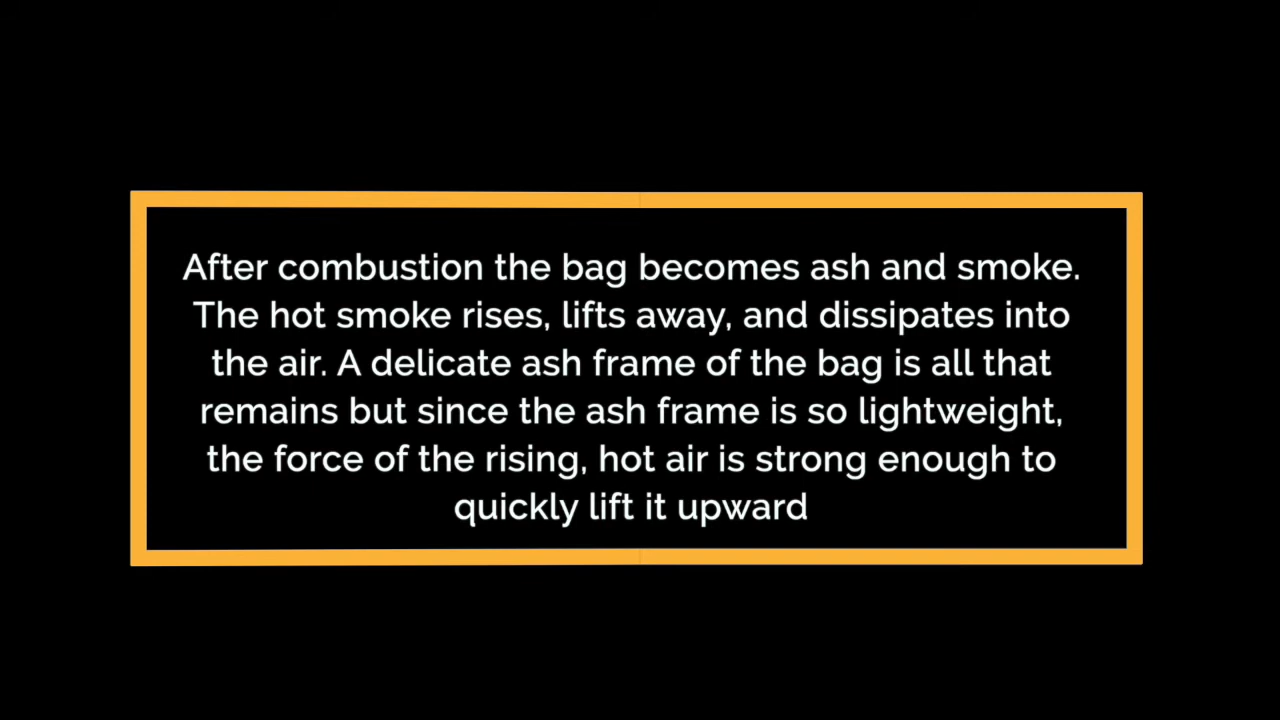 After combustion the bag becomes ash and smoke.
The hot smoke rises, lifts away, and dissipates into
the air. A delicate ash frame of the bag is all that
remains but since the ash frame is so lightweight,
the force of the rising, hot air is strong enough to
quickly lift it upward